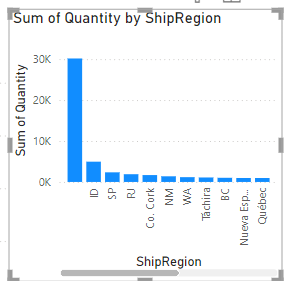 Sum of Quantity by ShipRegion
Sum of Quantity
30K
20K
10K
0K
ID
SP
RJ
Co. Cork
NM
WA
Táchira
BC
Nueva Esp...
Québec
ShipRegion